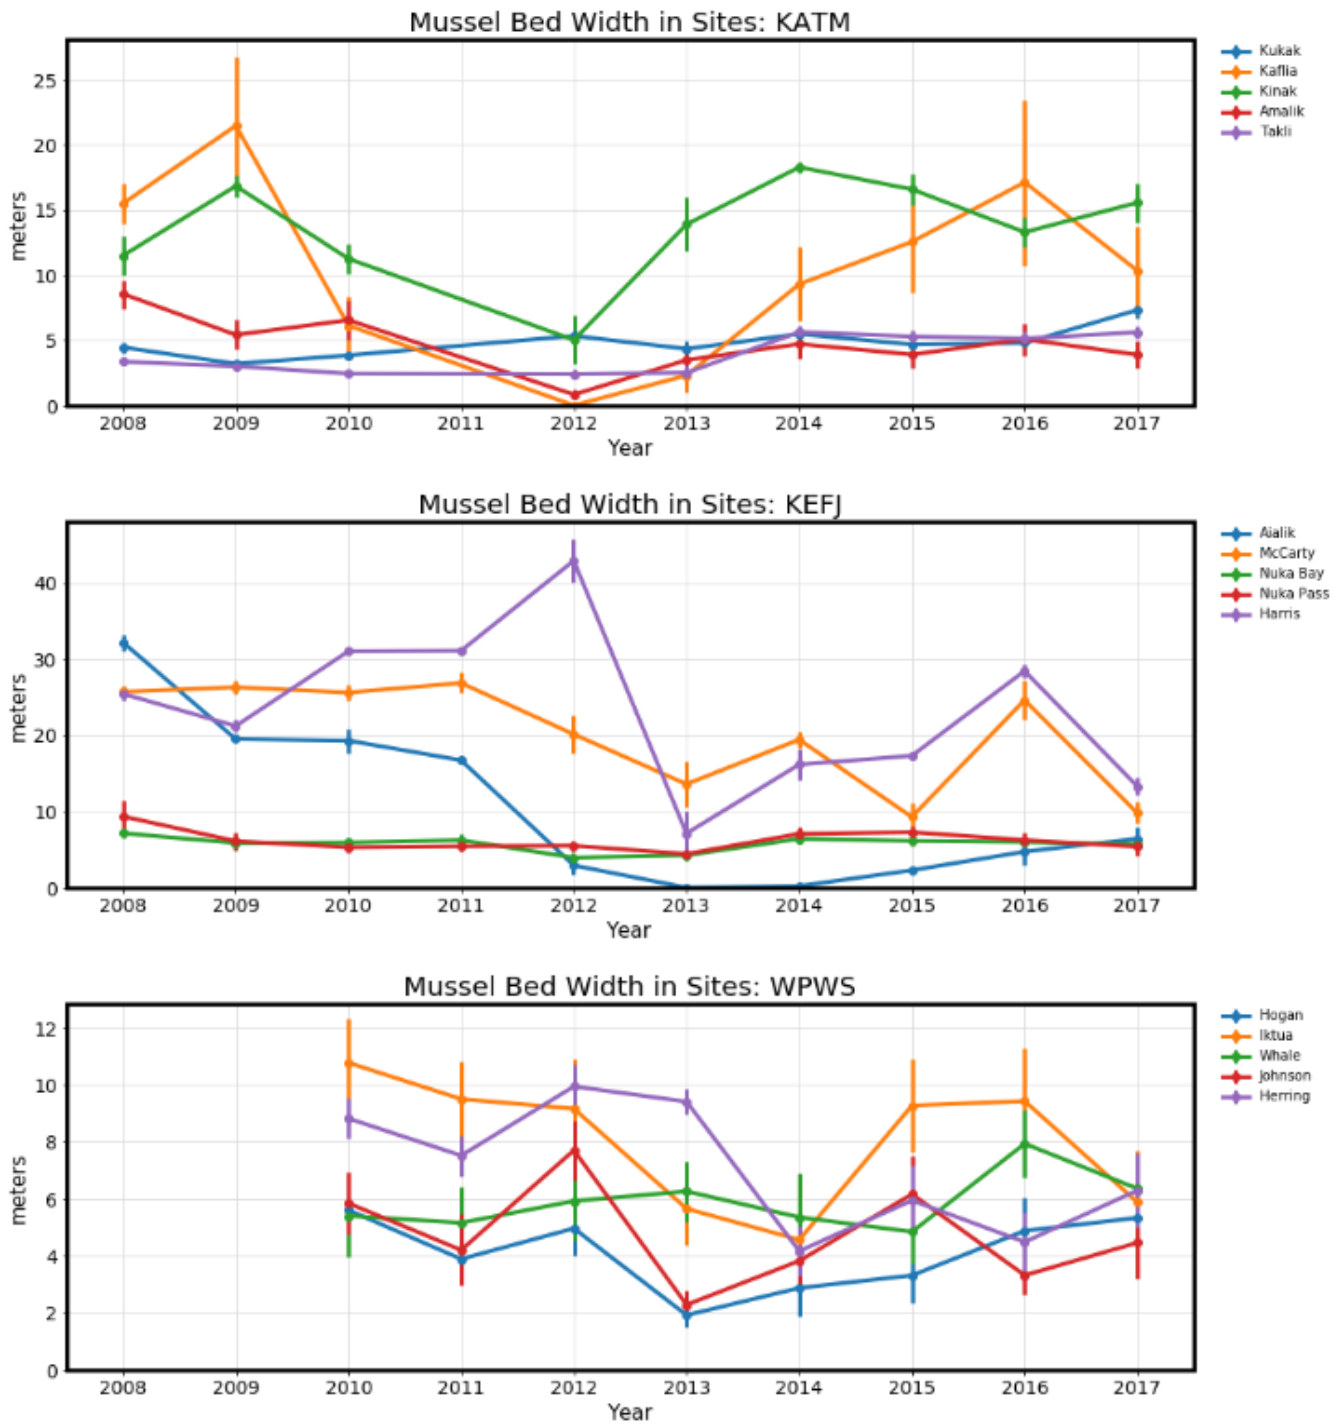 Mussel Bed Width in Sites: KATM
25
20
15
10
5
0
meters
2008 2009 2010 2011 2012 2013 2014 2015 2016 2017
Year
Kukak
Kaflia
Kinak
Amalik
Takli
Mussel Bed Width in Sites: KEFJ
40
30
20
10
0
meters
2008 2009 2010 2011 2012 2013 2014 2015 2016 2017
Year
Aialik
McCarty
Nuka Bay
Nuka Pass
Harris
Mussel Bed Width in Sites: WPWS
12
10
8
6
4
2
0
meters
2008 2009 2010 2011 2012 2013 2014 2015 2016 2017
Year
Hogan
Iktua
Whale
Johnson
Herring